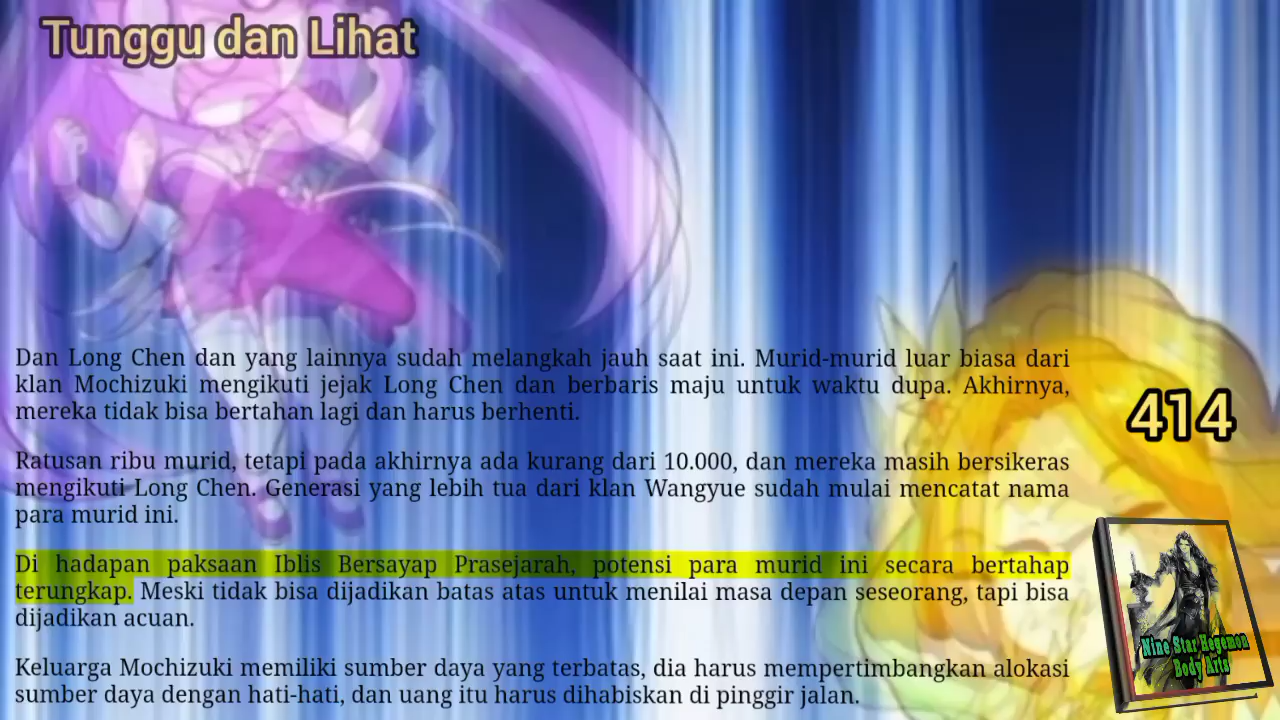 Tunggu dan Lihat
Dan Long Chen dan yang lainnya sudah melangkah jauh saat ini. Murid-murid luar biasa dari
klan Mochizuki mengikuti jejak Long Chen dan berbaris maju untuk waktu dupa. Akhirnya,
mereka tidak bisa bertahan lagi dan harus berhenti.
414
Ratusan ribu murid, tetapi pada akhirnya ada kurang dari 10.000, dan mereka masih bersikeras
mengikuti Long Chen. Generasi yang lebih tua dari klan Wangyue sudah mulai mencatat nama
para murid ini.
Di hadapan paksaan Iblis Bersayap Prasejarah, potensi para murid ini secara bertahap
terungkap. Meski tidak bisa dijadikan batas atas untuk menilai masa depan seseorang, tapi bisa
dijadikan acuan.
Keluarga Mochizuki memiliki sumber daya yang terbatas, dia harus mempertimbangkan alokasi
sumber daya dengan hati-hati, dan uang itu harus dihabiskan di pinggir jalan.
Nine Star Hegemon
Body Arts